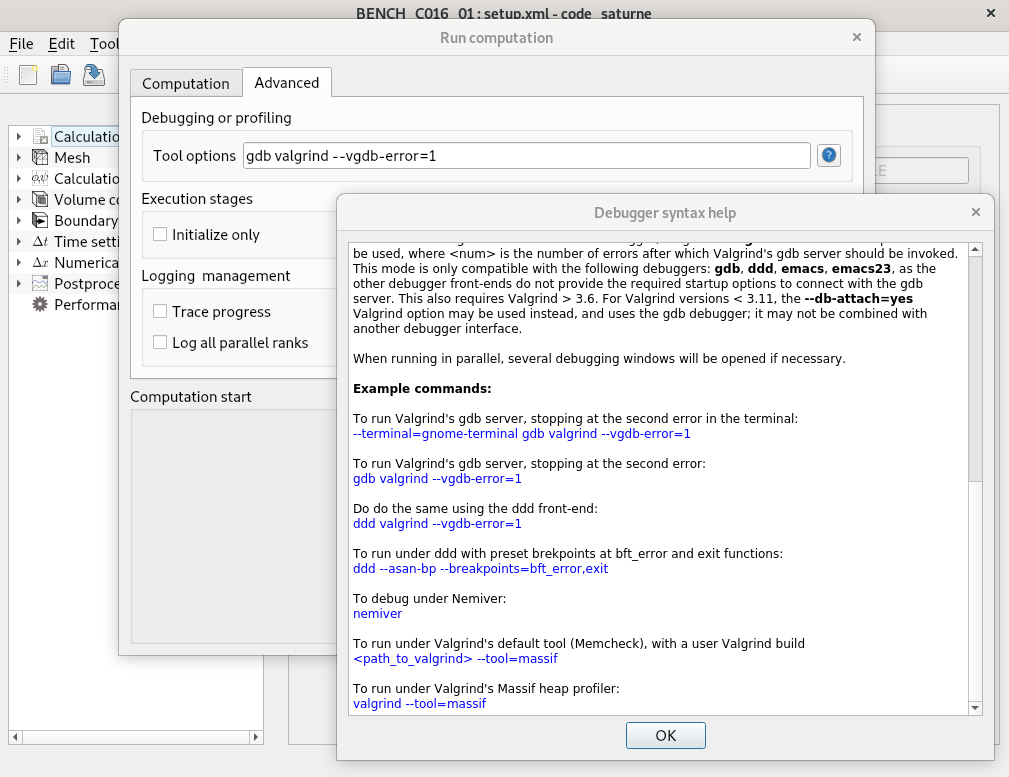 BENCH_C016_01 : setup.xml - code_saturne
File Edit Tool
Run computation
Computation Advanced
Debugging or profiling
Tool options gdb valgrind --vgdb-error=1
Execution stages
Initialize only
Logging management
Trace progress
Log all parallel ranks
Computation start
Calculatio
Mesh
Calculatio
Volume co
Boundary
Δt Time setti
Δx Numerica
Postproce
Performa
Debugger syntax help
be used, where <num> is the number of errors after which Valgrind's gdb server should be invoked.
This mode is only compatible with the following debuggers: gdb, ddd, emacs, emacs23, as the
other debugger front-ends do not provide the required startup options to connect with the gdb
server. This also requires Valgrind > 3.6. For Valgrind versions < 3.11, the --db-attach=yes
Valgrind option may be used instead, and uses the gdb debugger; it may not be combined with
another debugger interface.
When running in parallel, several debugging windows will be opened if necessary.
Example commands:
To run Valgrind's gdb server, stopping at the second error in the terminal:
--terminal=gnome-terminal gdb valgrind --vgdb-error=1
To run Valgrind's gdb server, stopping at the second error:
gdb valgrind --vgdb-error=1
Do do the same using the ddd front-end:
ddd valgrind --vgdb-error=1
To run under ddd with preset brekpoints at bft_error and exit functions:
ddd --asan-bp --breakpoints=bft_error,exit
To debug under Nemiver:
nemiver
To run under Valgrind's default tool (Memcheck), with a user Valgrind build
<path_to_valgrind> --tool=massif
To run under Valgrind's Massif heap profiler:
valgrind --tool=massif
OK